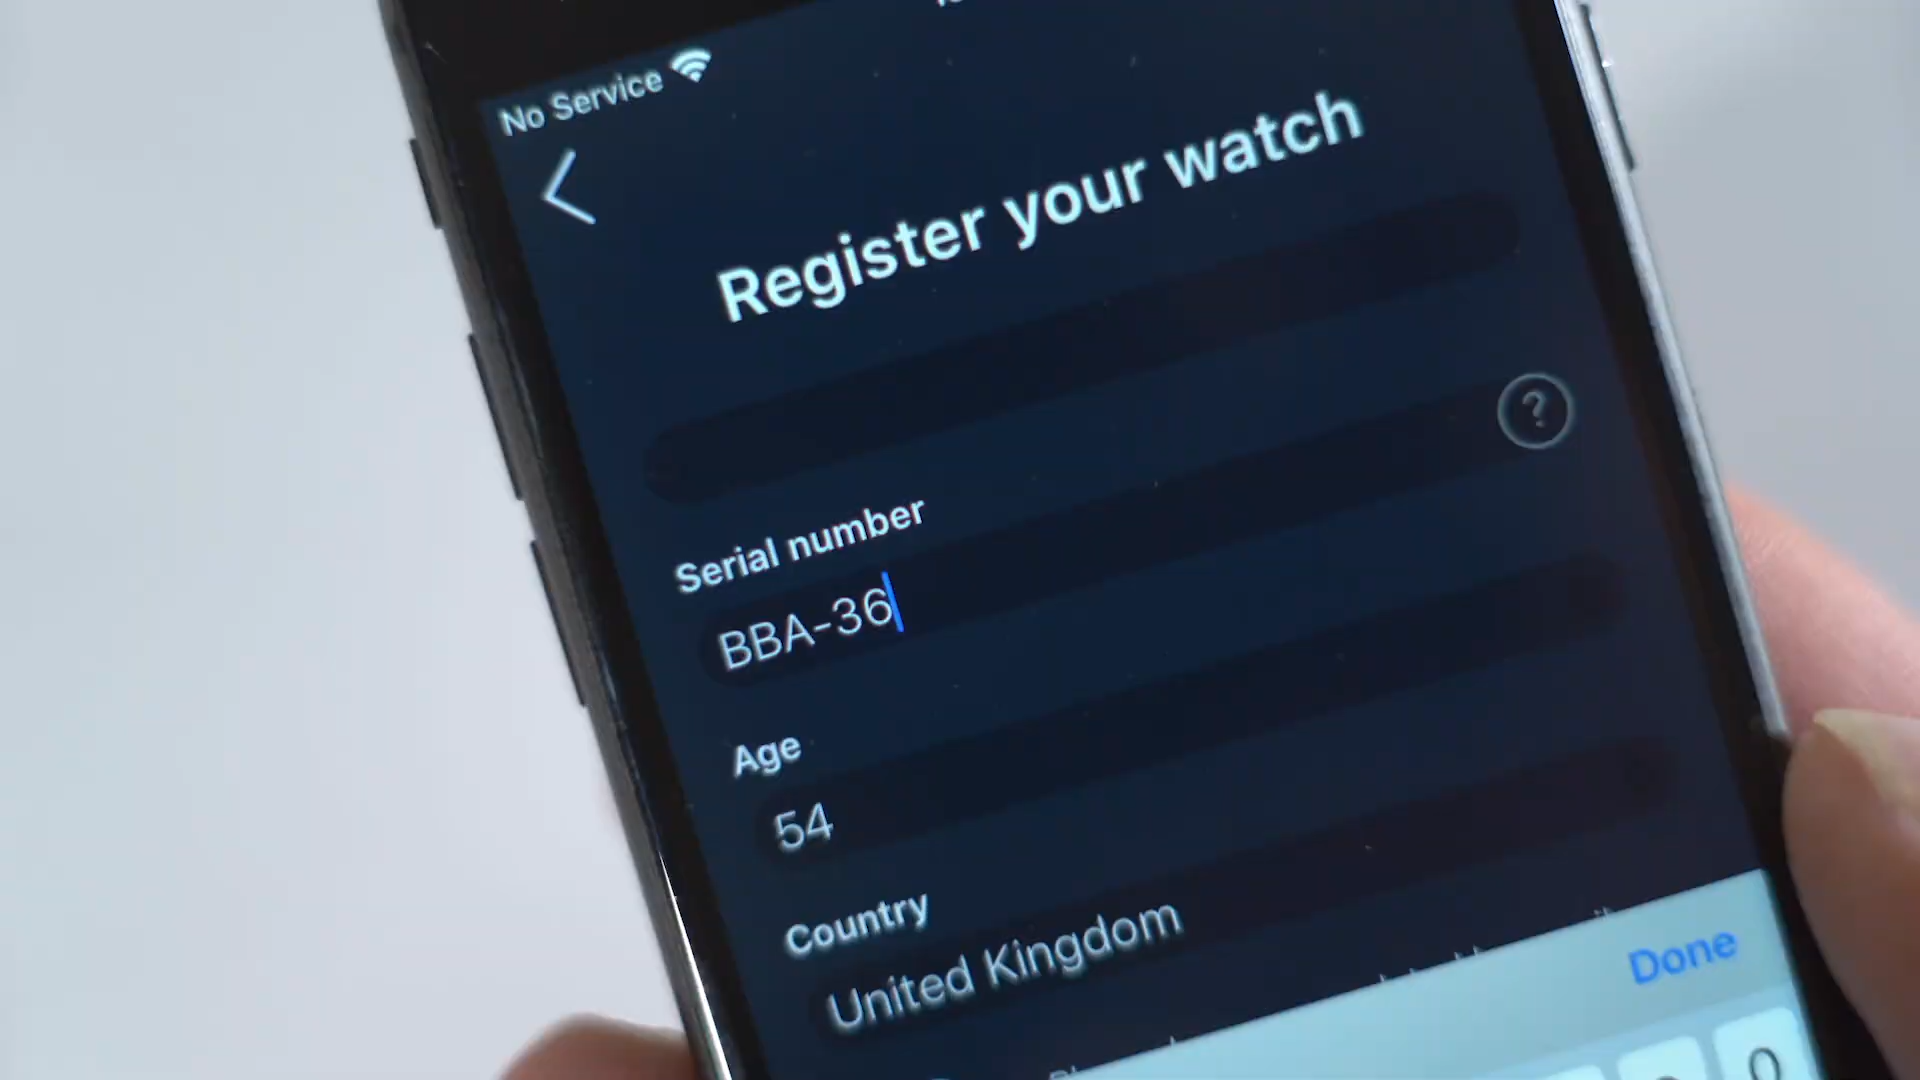 No Service
Register your watch
?
Serial number
BBA-36
Age
54
Country
United Kingdom
Done